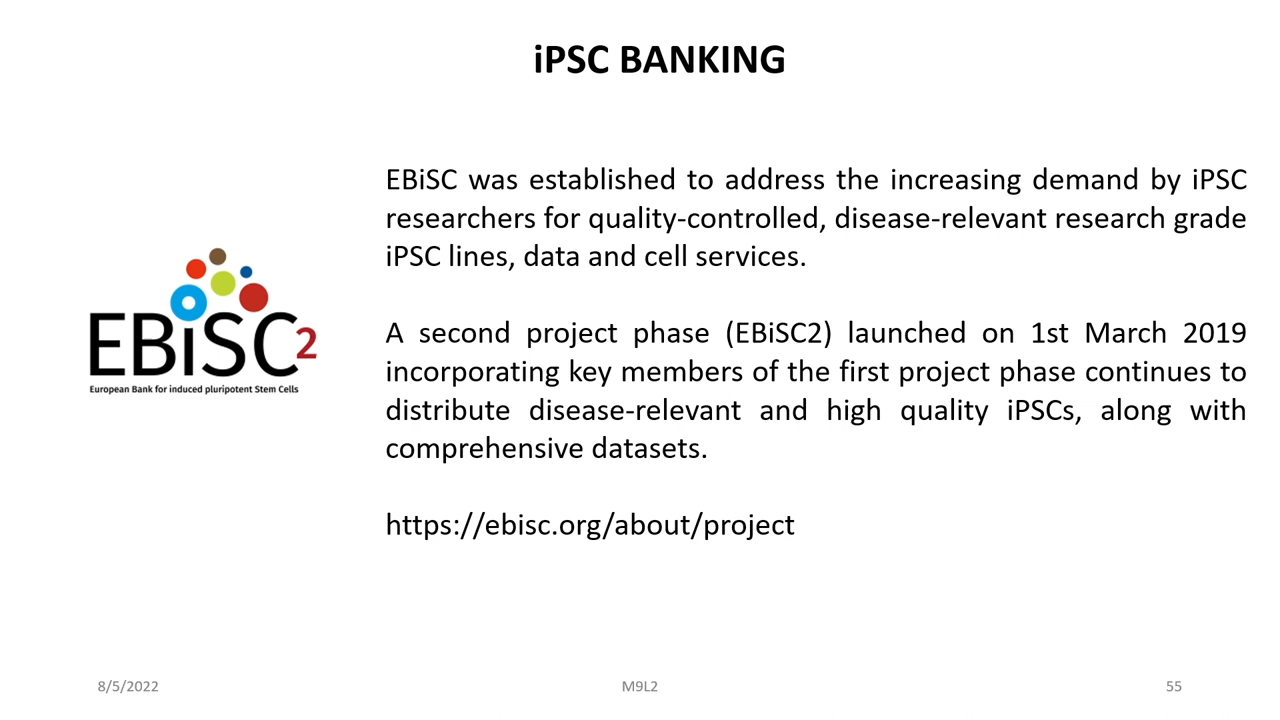 iPSC BANKING
EBiSC was established to address the increasing demand by iPSC
researchers for quality-controlled, disease-relevant research grade
iPSC lines, data and cell services.
EBiSC2
European Bank for induced pluripotent Stem Cells
A second project phase (EBiSC2) launched on 1st March 2019
incorporating key members of the first project phase continues to
distribute disease-relevant and high quality iPSCs, along with
comprehensive datasets.
https://ebisc.org/about/project
8/5/2022
M9L2
55